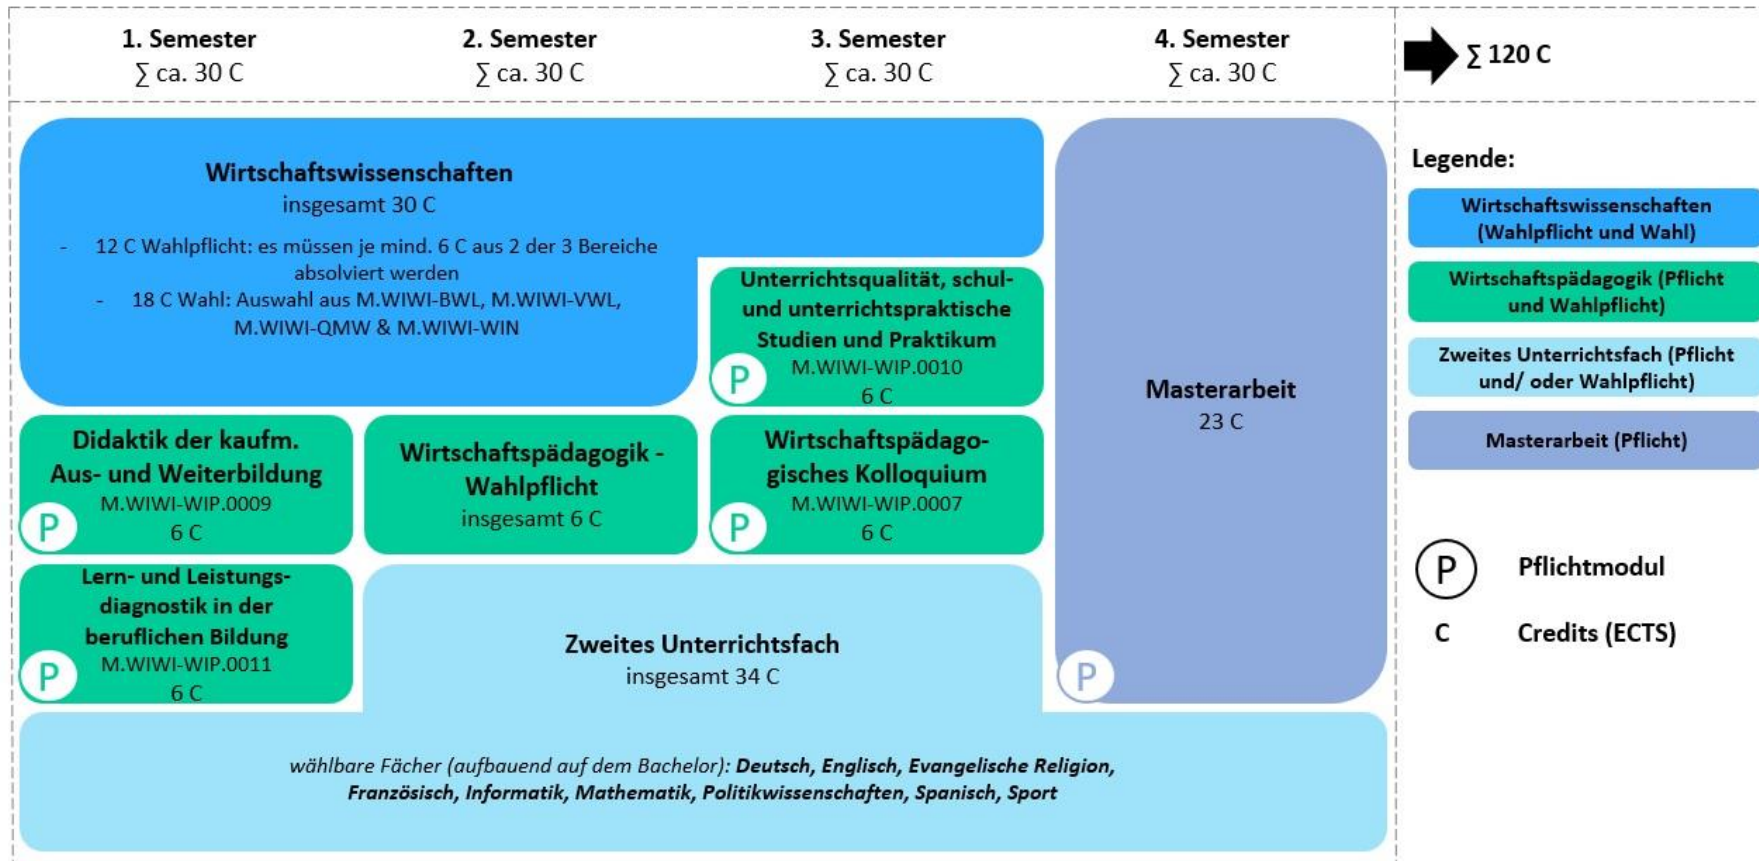 1. Semester
∑ ca. 30 C
2. Semester
∑ ca. 30 C
3. Semester
∑ ca. 30 C
4. Semester
∑ ca. 30 C
∑ 120 C
Wirtschaftswissenschaften
insgesamt 30 C
- 12 C Wahlpflicht: es müssen je mind. 6 C aus 2 der 3 Bereiche
absolviert werden
- 18 C Wahl: Auswahl aus M.WIWI-BWL, M.WIWI-VWL,
M.WIWI-QMW & M.WIWI-WIN
Unterrichtsqualität, schul-
und unterrichtspraktische
Studien und Praktikum
M.WIWI-WIP.0010
6 C
P
Didaktik der kaufm.
Aus- und Weiterbildung
M.WIWI-WIP.0009
6 C
P
Wirtschaftspädagogik -
Wahlpflicht
insgesamt 6 C
Wirtschaftspädago-
gisches Kolloquium
M.WIWI-WIP.0007
6 C
P
Lern- und Leistungs-
diagnostik in der
beruflichen Bildung
M.WIWI-WIP.0011
6 C
P
Zweites Unterrichtsfach
insgesamt 34 C
wählbare Fächer (aufbauend auf dem Bachelor): Deutsch, Englisch, Evangelische Religion,
Französisch, Informatik, Mathematik, Politikwissenschaften, Spanisch, Sport
Masterarbeit
23 C
P
Legende:
Wirtschaftswissenschaften
(Wahlpflicht und Wahl)
Wirtschaftspädagogik (Pflicht
und Wahlpflicht)
Zweites Unterrichtsfach (Pflicht
und/ oder Wahlpflicht)
Masterarbeit (Pflicht)
P Pflichtmodul
C Credits (ECTS)